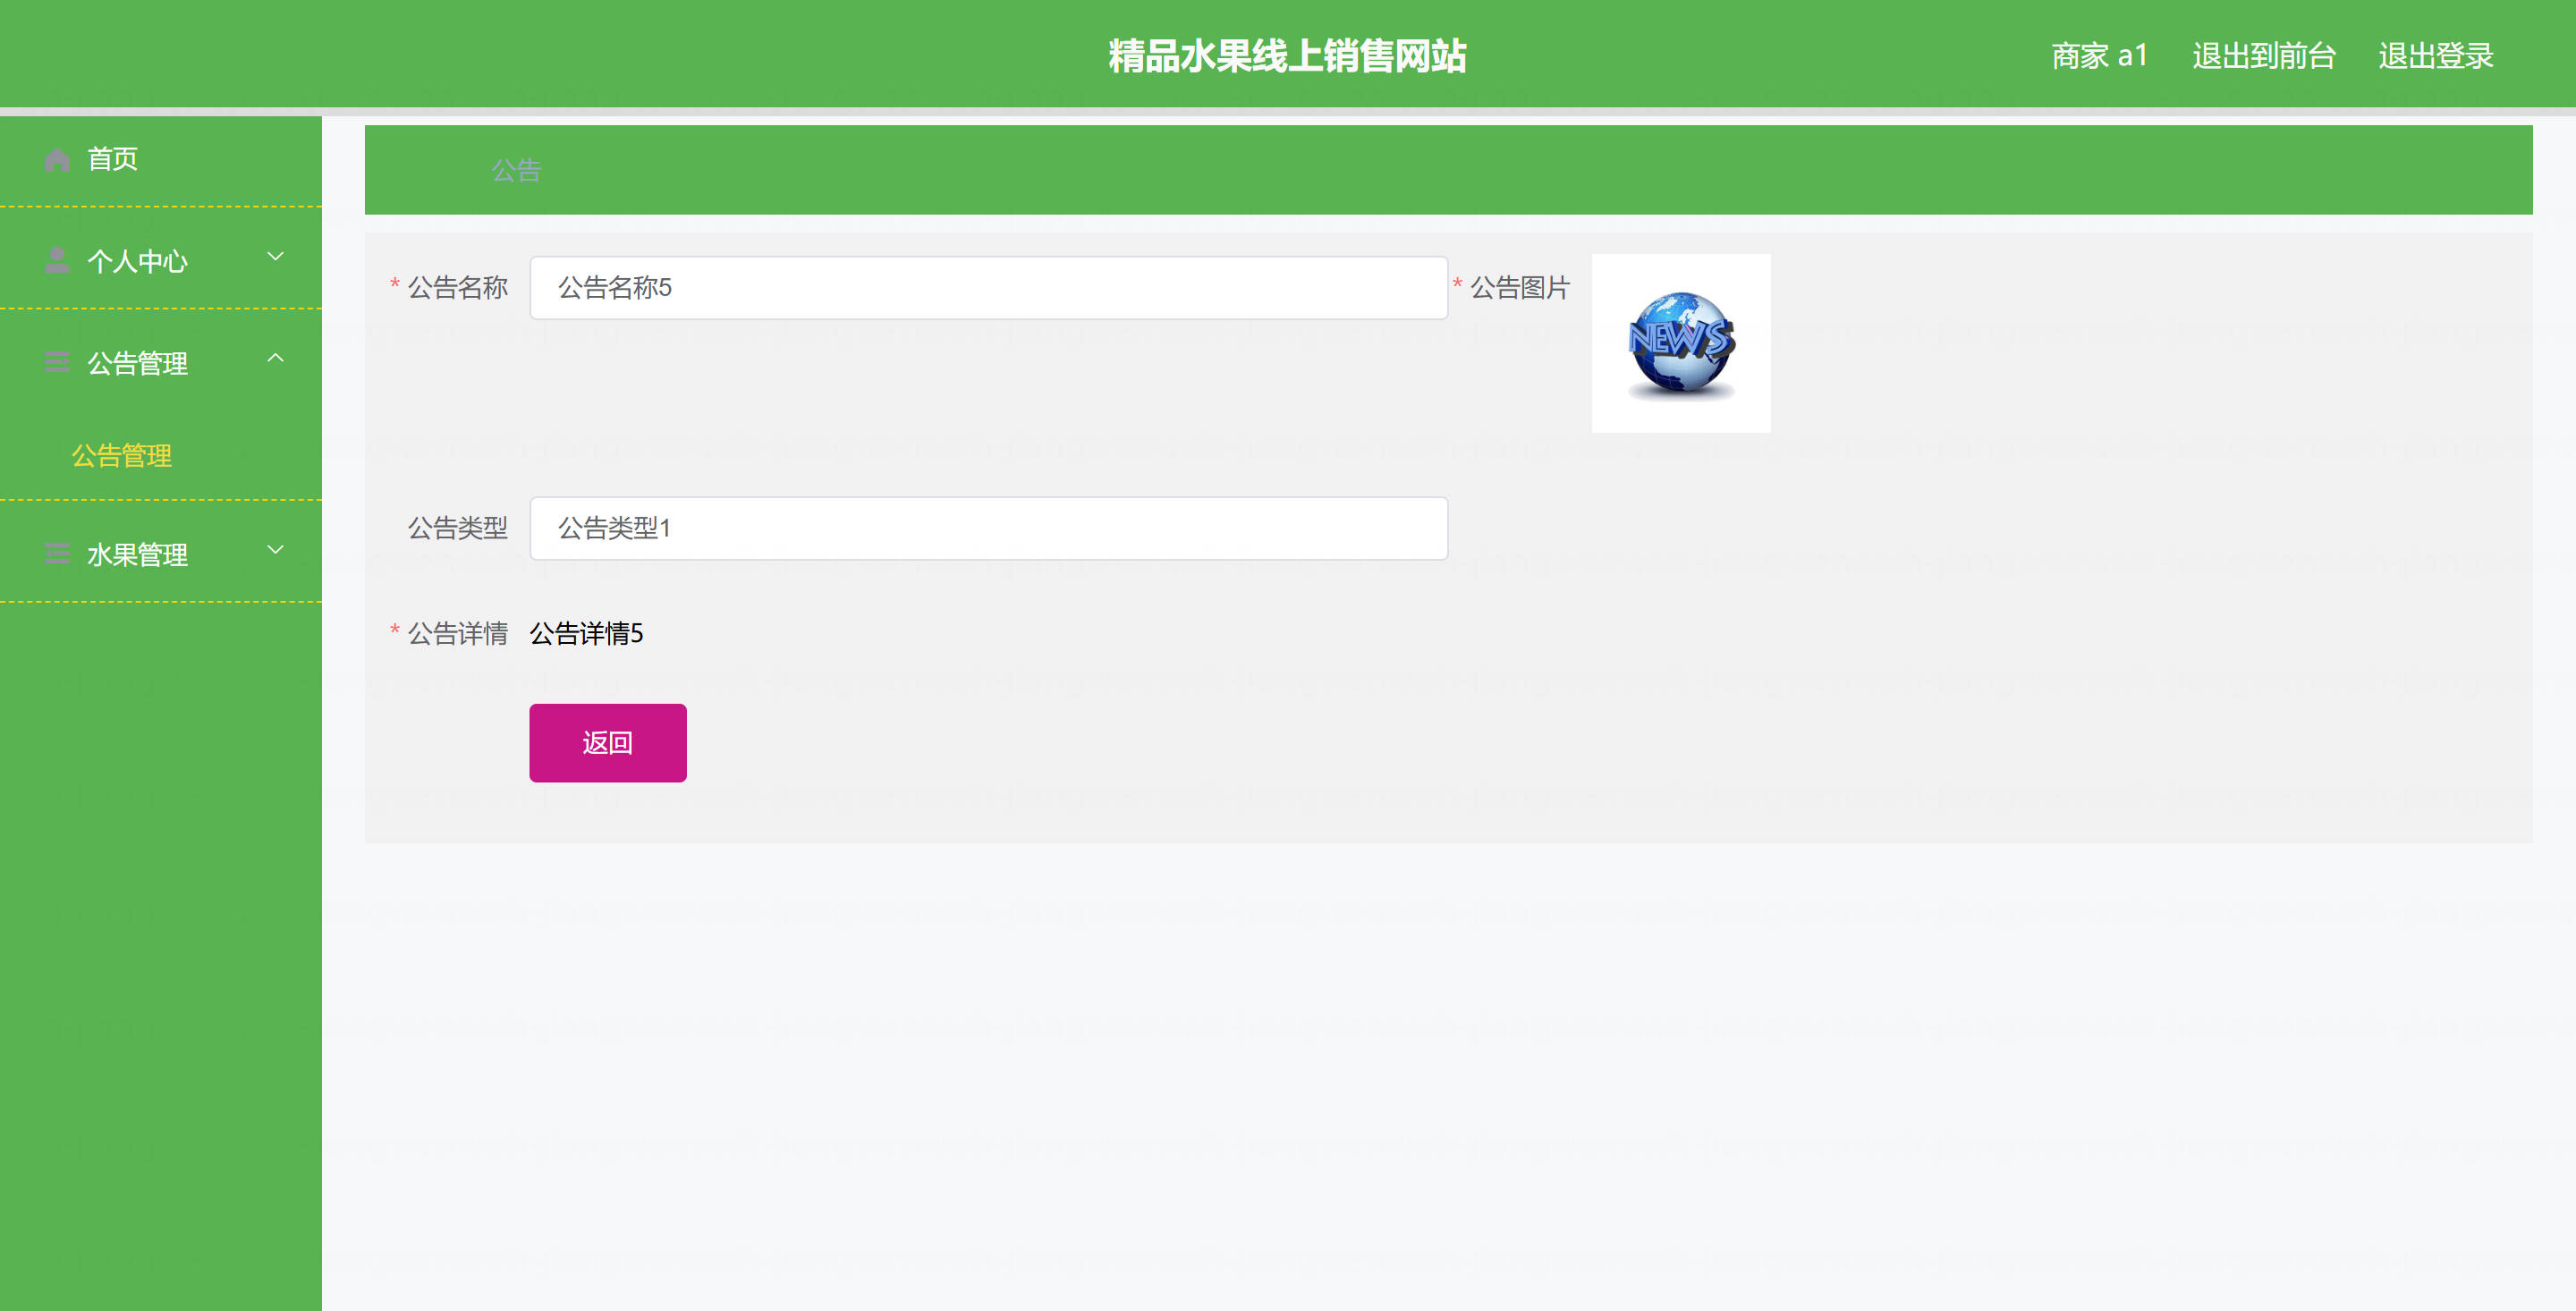 精品水果线上销售网站
商家 a1 退出到前台 退出登录
首页
个人中心
公告管理
公告管理
水果管理
公告
* 公告名称 公告名称5
* 公告图片
NEWS
公告类型 公告类型1
* 公告详情 公告详情5
返回